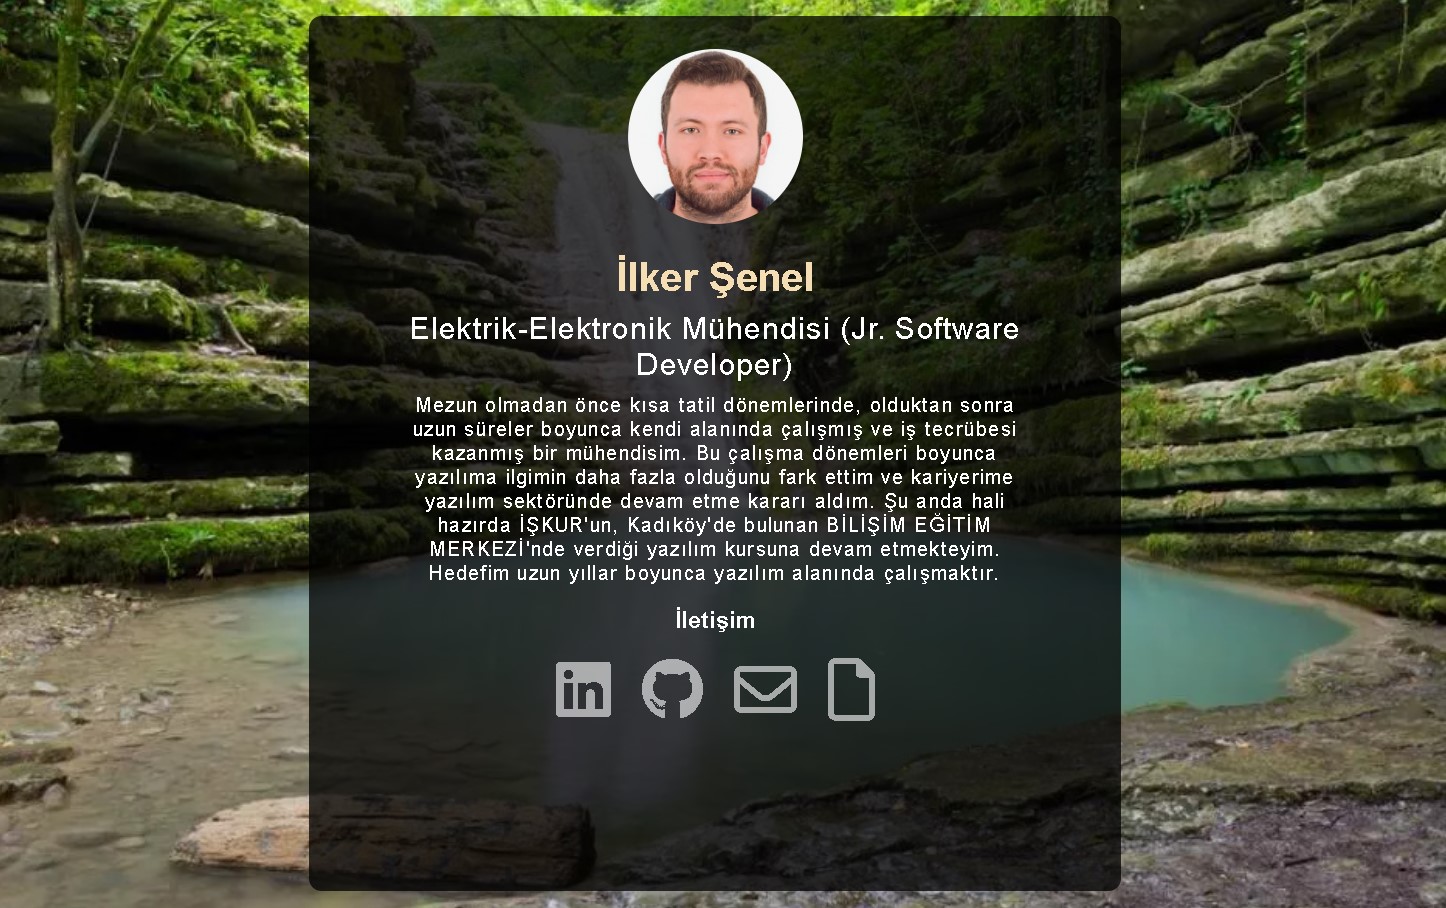 İlker Şenel
Elektrik-Elektronik Mühendisi (Jr. Software
Developer)
Mezun olmadan önce kısa tatil dönemlerinde, olduktan sonra
uzun süreler boyunca kendi alanında çalışmış ve iş tecrübesi
kazanmış bir mühendisim. Bu çalışma dönemleri boyunca
yazılıma ilgimin daha fazla olduğunu fark ettim ve kariyerime
yazılım sektöründe devam etme kararı aldım. Şu anda hali
hazırda İŞKUR'un, Kadıköy'de bulunan BİLİŞİM EĞİTİM
MERKEZİ'nde verdiği yazılım kursuna devam etmekteyim.
Hedefim uzun yıllar boyunca yazılım alanında çalışmaktır.
İletişim
in